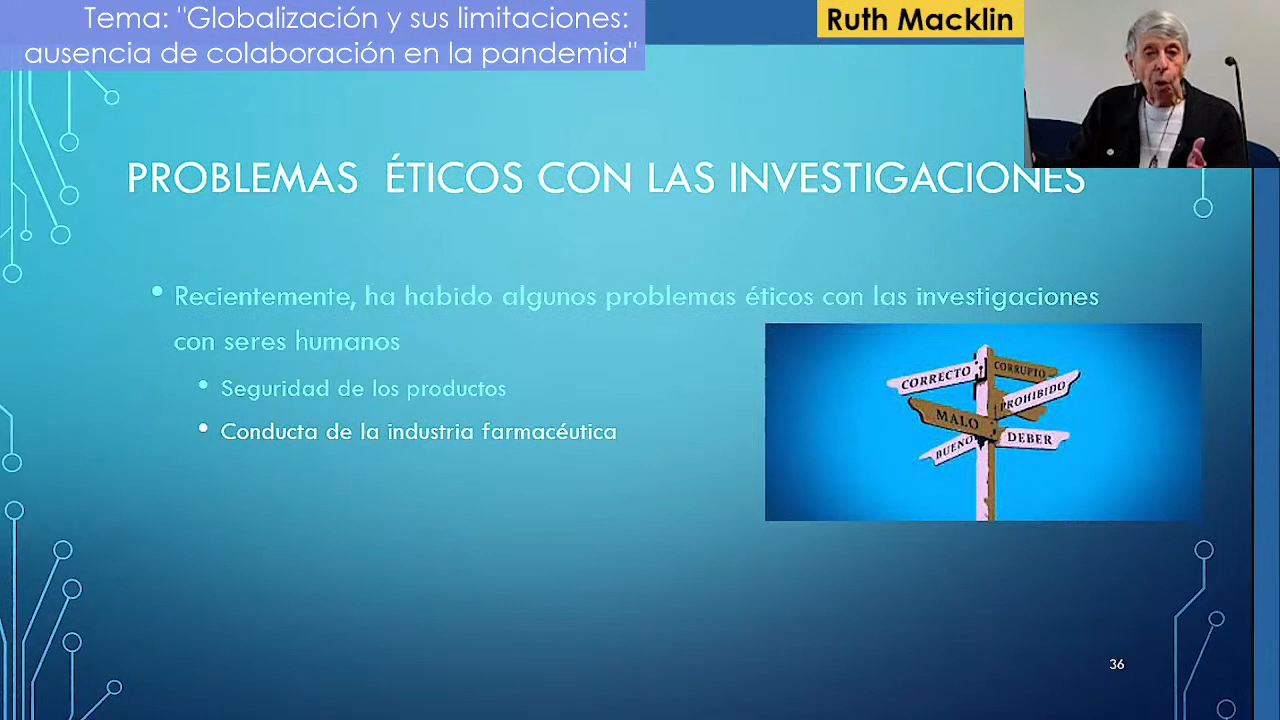 Tema: "Globalización y sus limitaciones:
ausencia de colaboración en la pandemia"
Ruth Macklin
PROBLEMAS ÉTICOS CON LAS INVESTIGACIONES
• Recientemente, ha habido algunos problemas éticos con las investigaciones
con seres humanos
• Seguridad de los productos
• Conducta de la industria farmacéutica
CORRECTO
CORRUPTO
PROHIBIDO
MALO
BUENO
DEBER
36